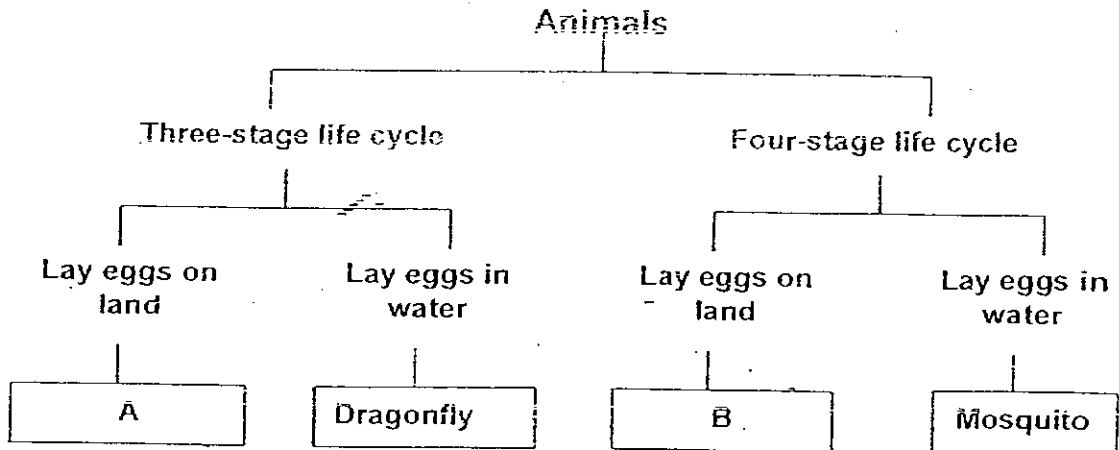 Animals
Three-stage life cycle
Four-stage life cycle
Lay eggs on
land
Lay eggs in
water
Lay eggs on
land
Lay eggs in
water
A
Dragonfly
B
Mosquito